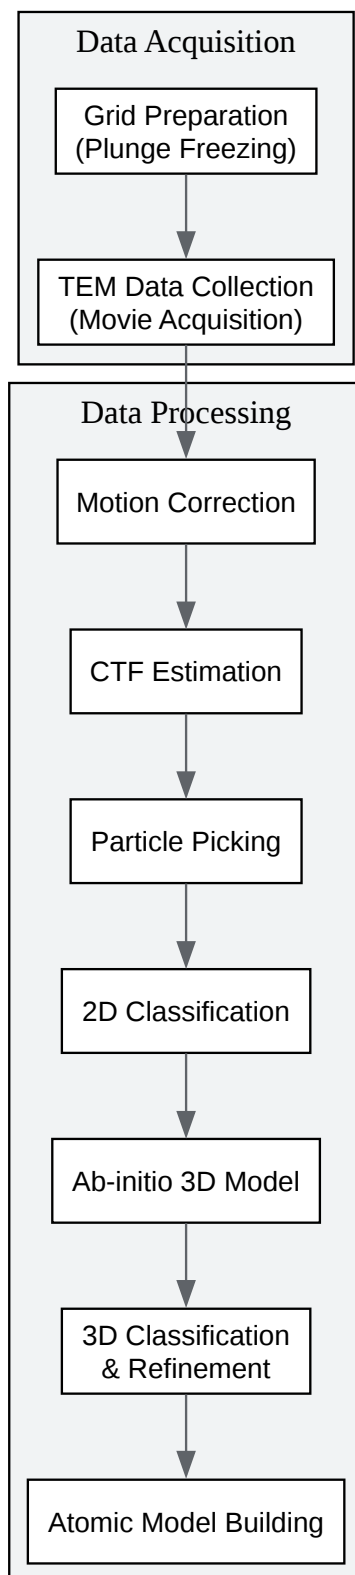 Data Acquisition
Grid Preparation
(Plunge Freezing)
TEM Data Collection
(Movie Acquisition)
Data Processing
Motion Correction
CTF Estimation
Particle Picking
2D Classification
Ab-initio 3D Model
3D Classification
& Refinement
Atomic Model Building